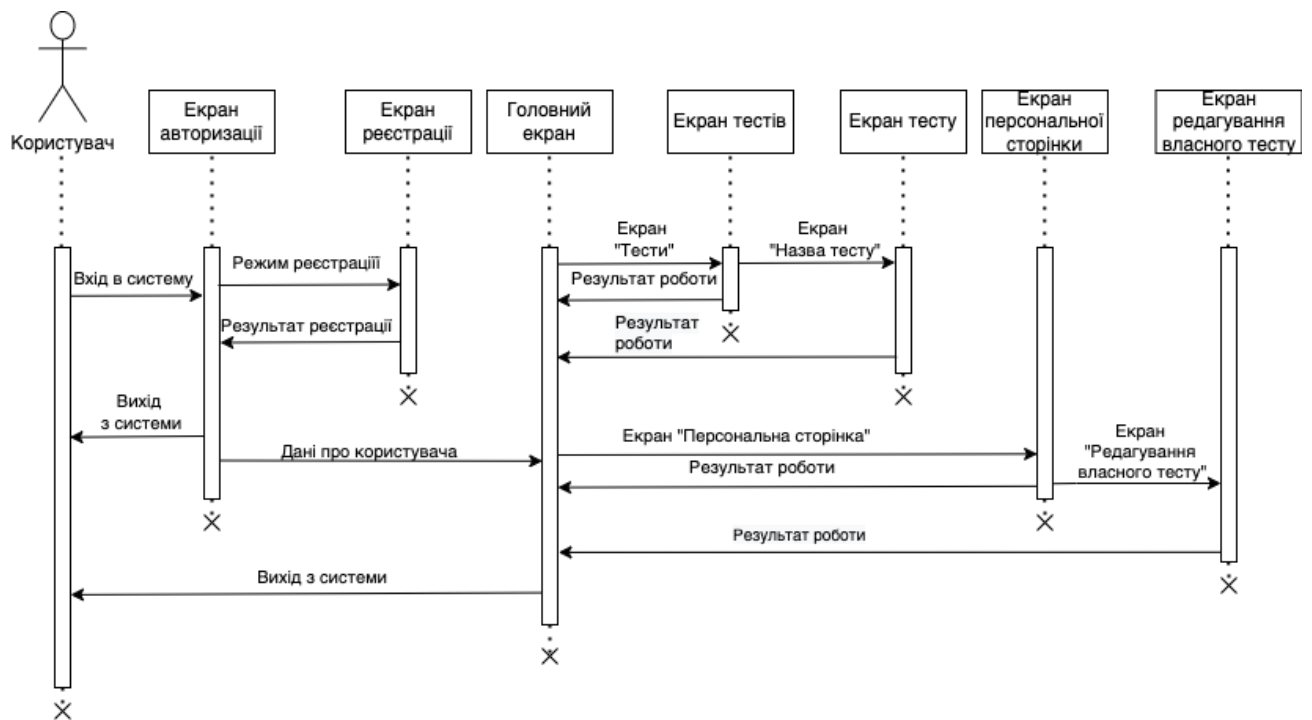 Користувач
Екран
авторизації
Екран
реєстрації
Головний
екран
Екран тестів
Екран тесту
Екран
персональної
сторінки
Екран
редагування
власного тесту
Вхід в систему
Режим реєстраціїї
Результат реєстрації
Вихід
з системи
Дані про користувача
Екран
"Тести"
Екран
"Назва тесту"
Результат роботи
Результат
роботи
Екран "Персональна сторінка"
Результат роботи
Екран
"Редагування
власного тесту"
Результат роботи
Вихід з системи